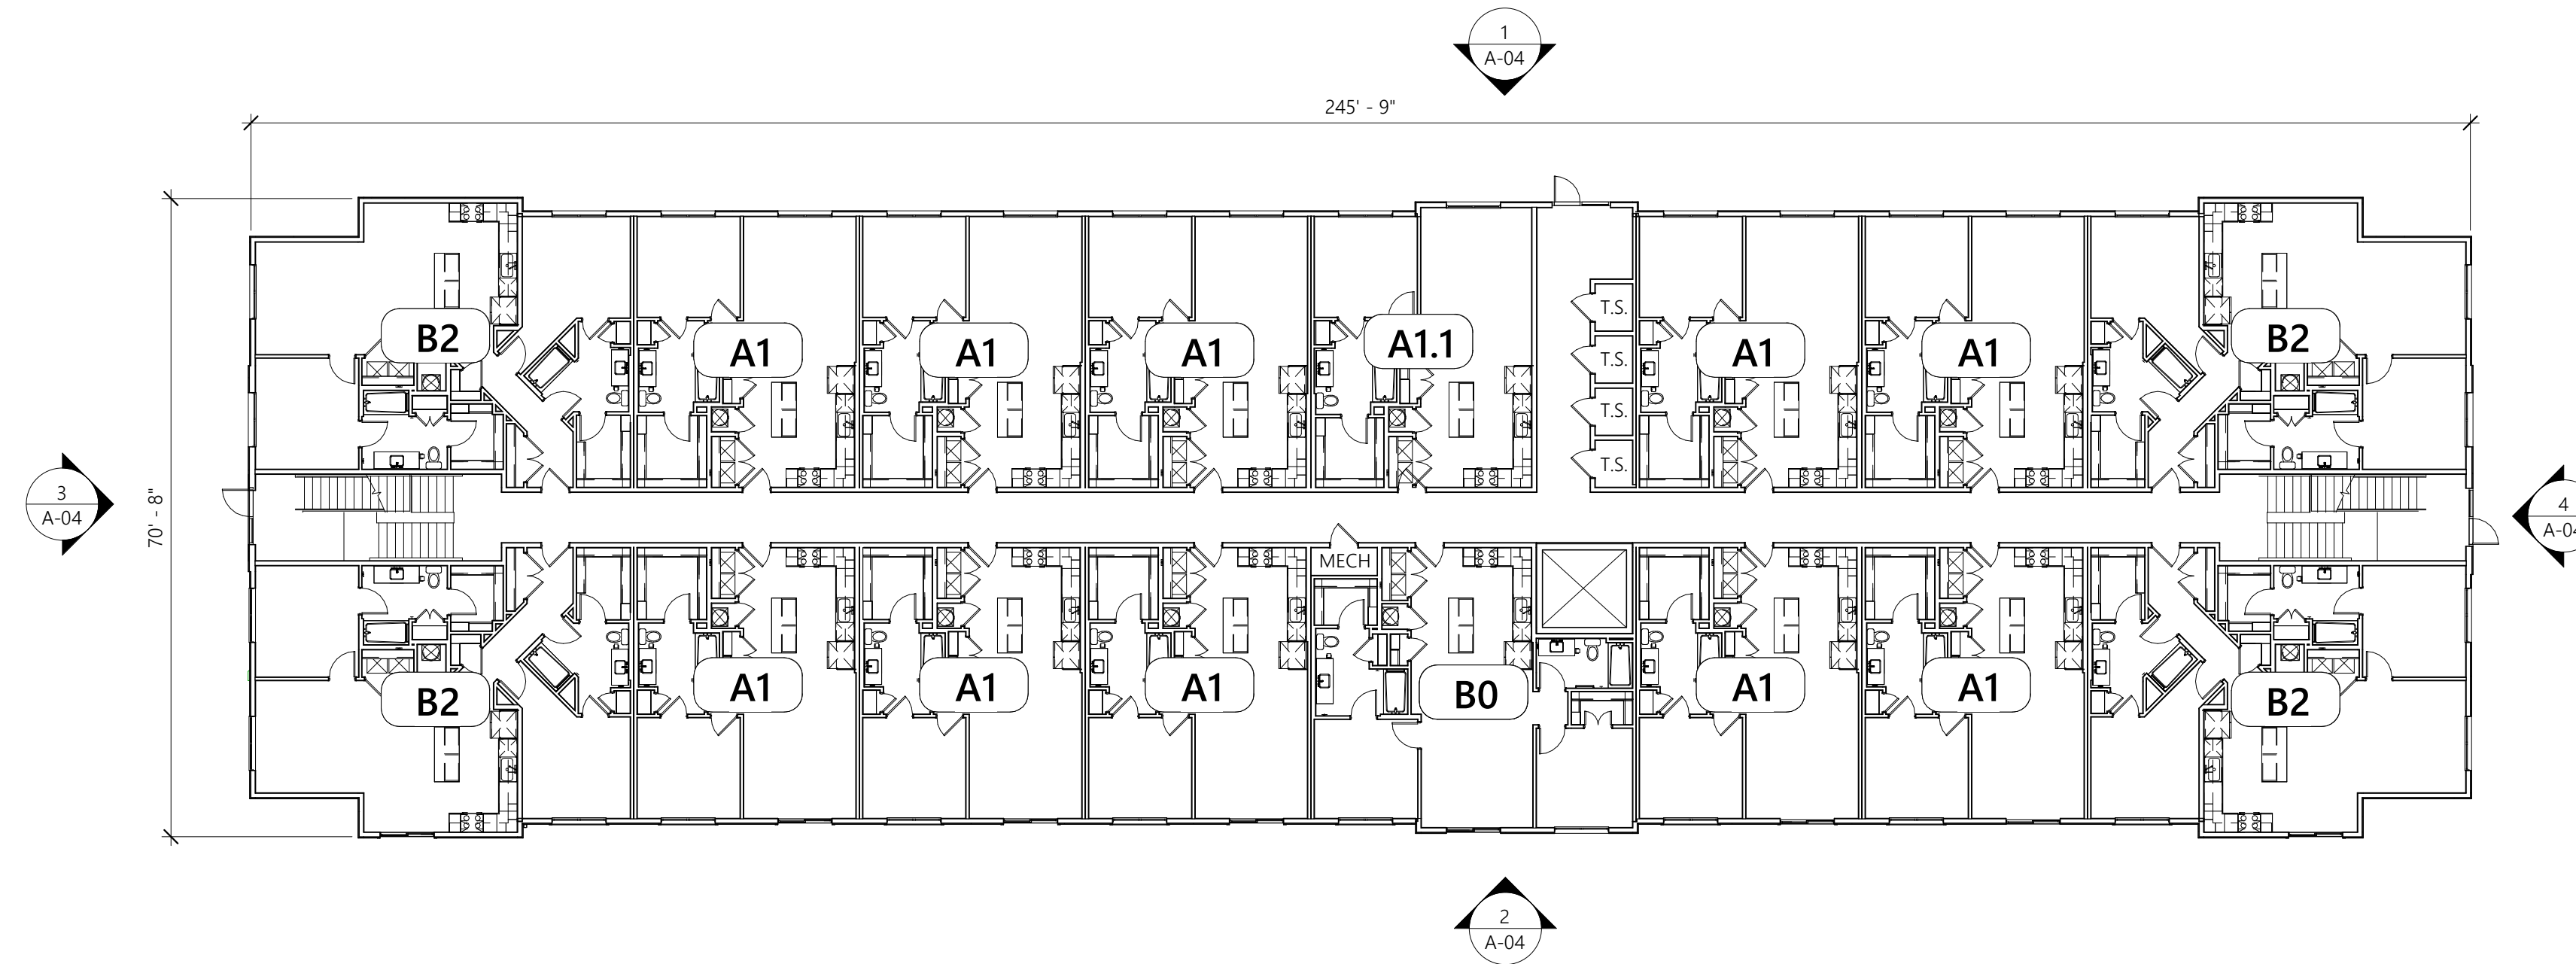 1
A-04
245' - 9"
T.S.
B2
A1
A1
A1
A1.1
T.S.
A1
A1
B2
T.S.
T.S.
3
A-04
70' - 8"
4
A-04
MECH
B2
A1
A1
A1
B0
A1
A1
B2
2
A-04